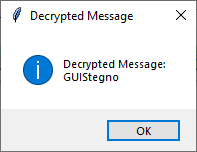 Decrypted Message
Decrypted Message:
GUIStegno
OK